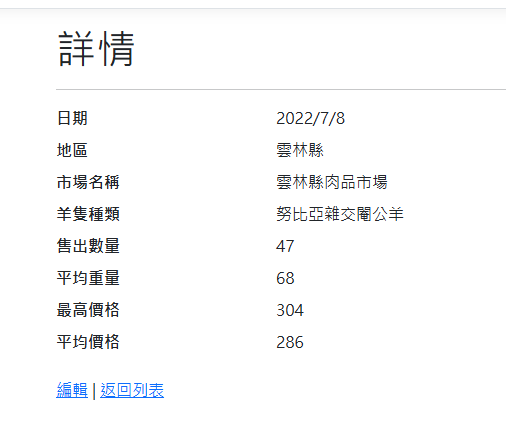 詳情
日期 2022/7/8
地區 雲林縣
市場名稱 雲林縣肉品市場
羊隻種類 努比亞雜交閹公羊
售出數量 47
平均重量 68
最高價格 304
平均價格 286
編輯 | 返回列表